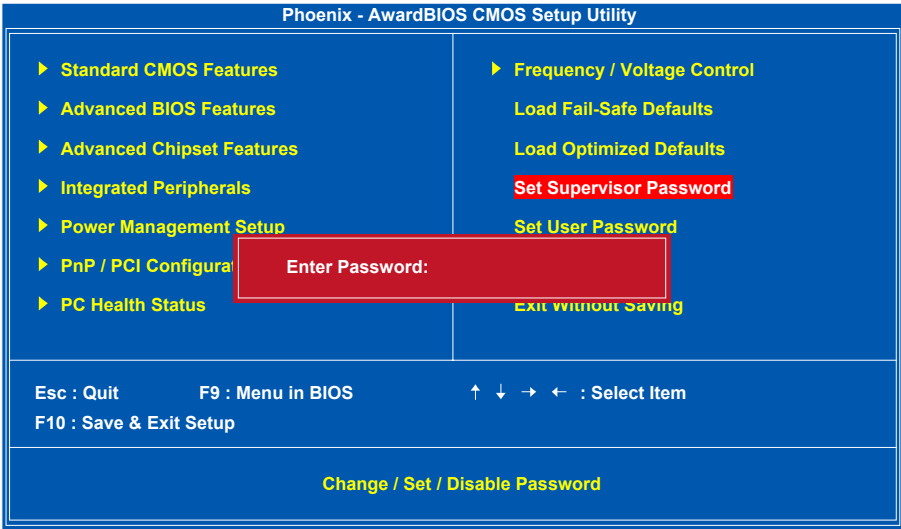 Phoenix - AwardBIOS CMOS Setup Utility
Standard CMOS Features
Advanced BIOS Features
Advanced Chipset Features
Integrated Peripherals
Power Management Setup
PnP / PCI Configurat
PC Health Status
Frequency / Voltage Control
Load Fail-Safe Defaults
Load Optimized Defaults
Set Supervisor Password
Set User Password
Exit Without Saving
Enter Password:
Esc : Quit F9 : Menu in BIOS ↑ ↓ → ← : Select Item
F10 : Save & Exit Setup
Change / Set / Disable Password